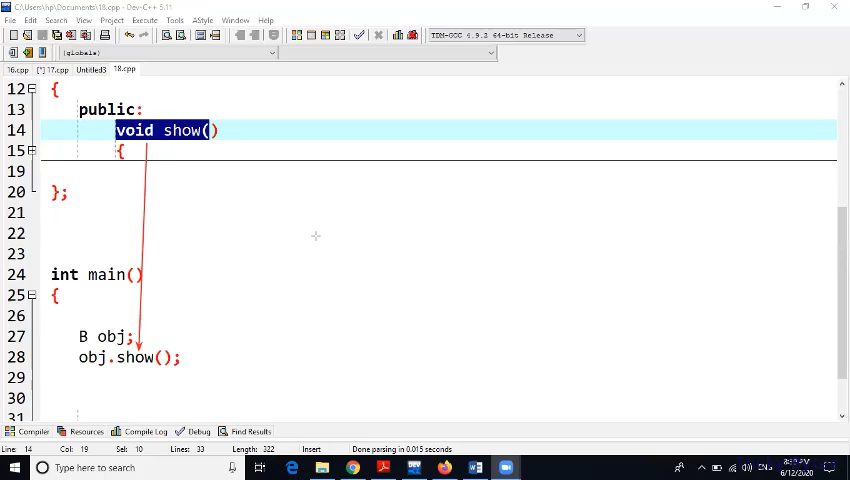 C:\Users\hp\Documents\18.cpp - Dev-C++ 5.11
File Edit Search View Project Execute Tools AStyle Window Help
TDM-GCC 4.9.2 64-bit Release
(globals)
16.cpp [*] 17.cpp Untitled3 18.cpp
12 {
13 public:
14 void show()
15 {
19
20 };
21
22
23
24 int main()
25 {
26
27 B obj;
28 obj.show();
29
30
31
Compiler Resources Compile Log Debug Find Results
Line: 14 Col: 19 Sel: 10 Lines: 33 Length: 322 Insert Done parsing in 0.015 seconds
Type here to search
DEV
W
ENG
6/12/2020